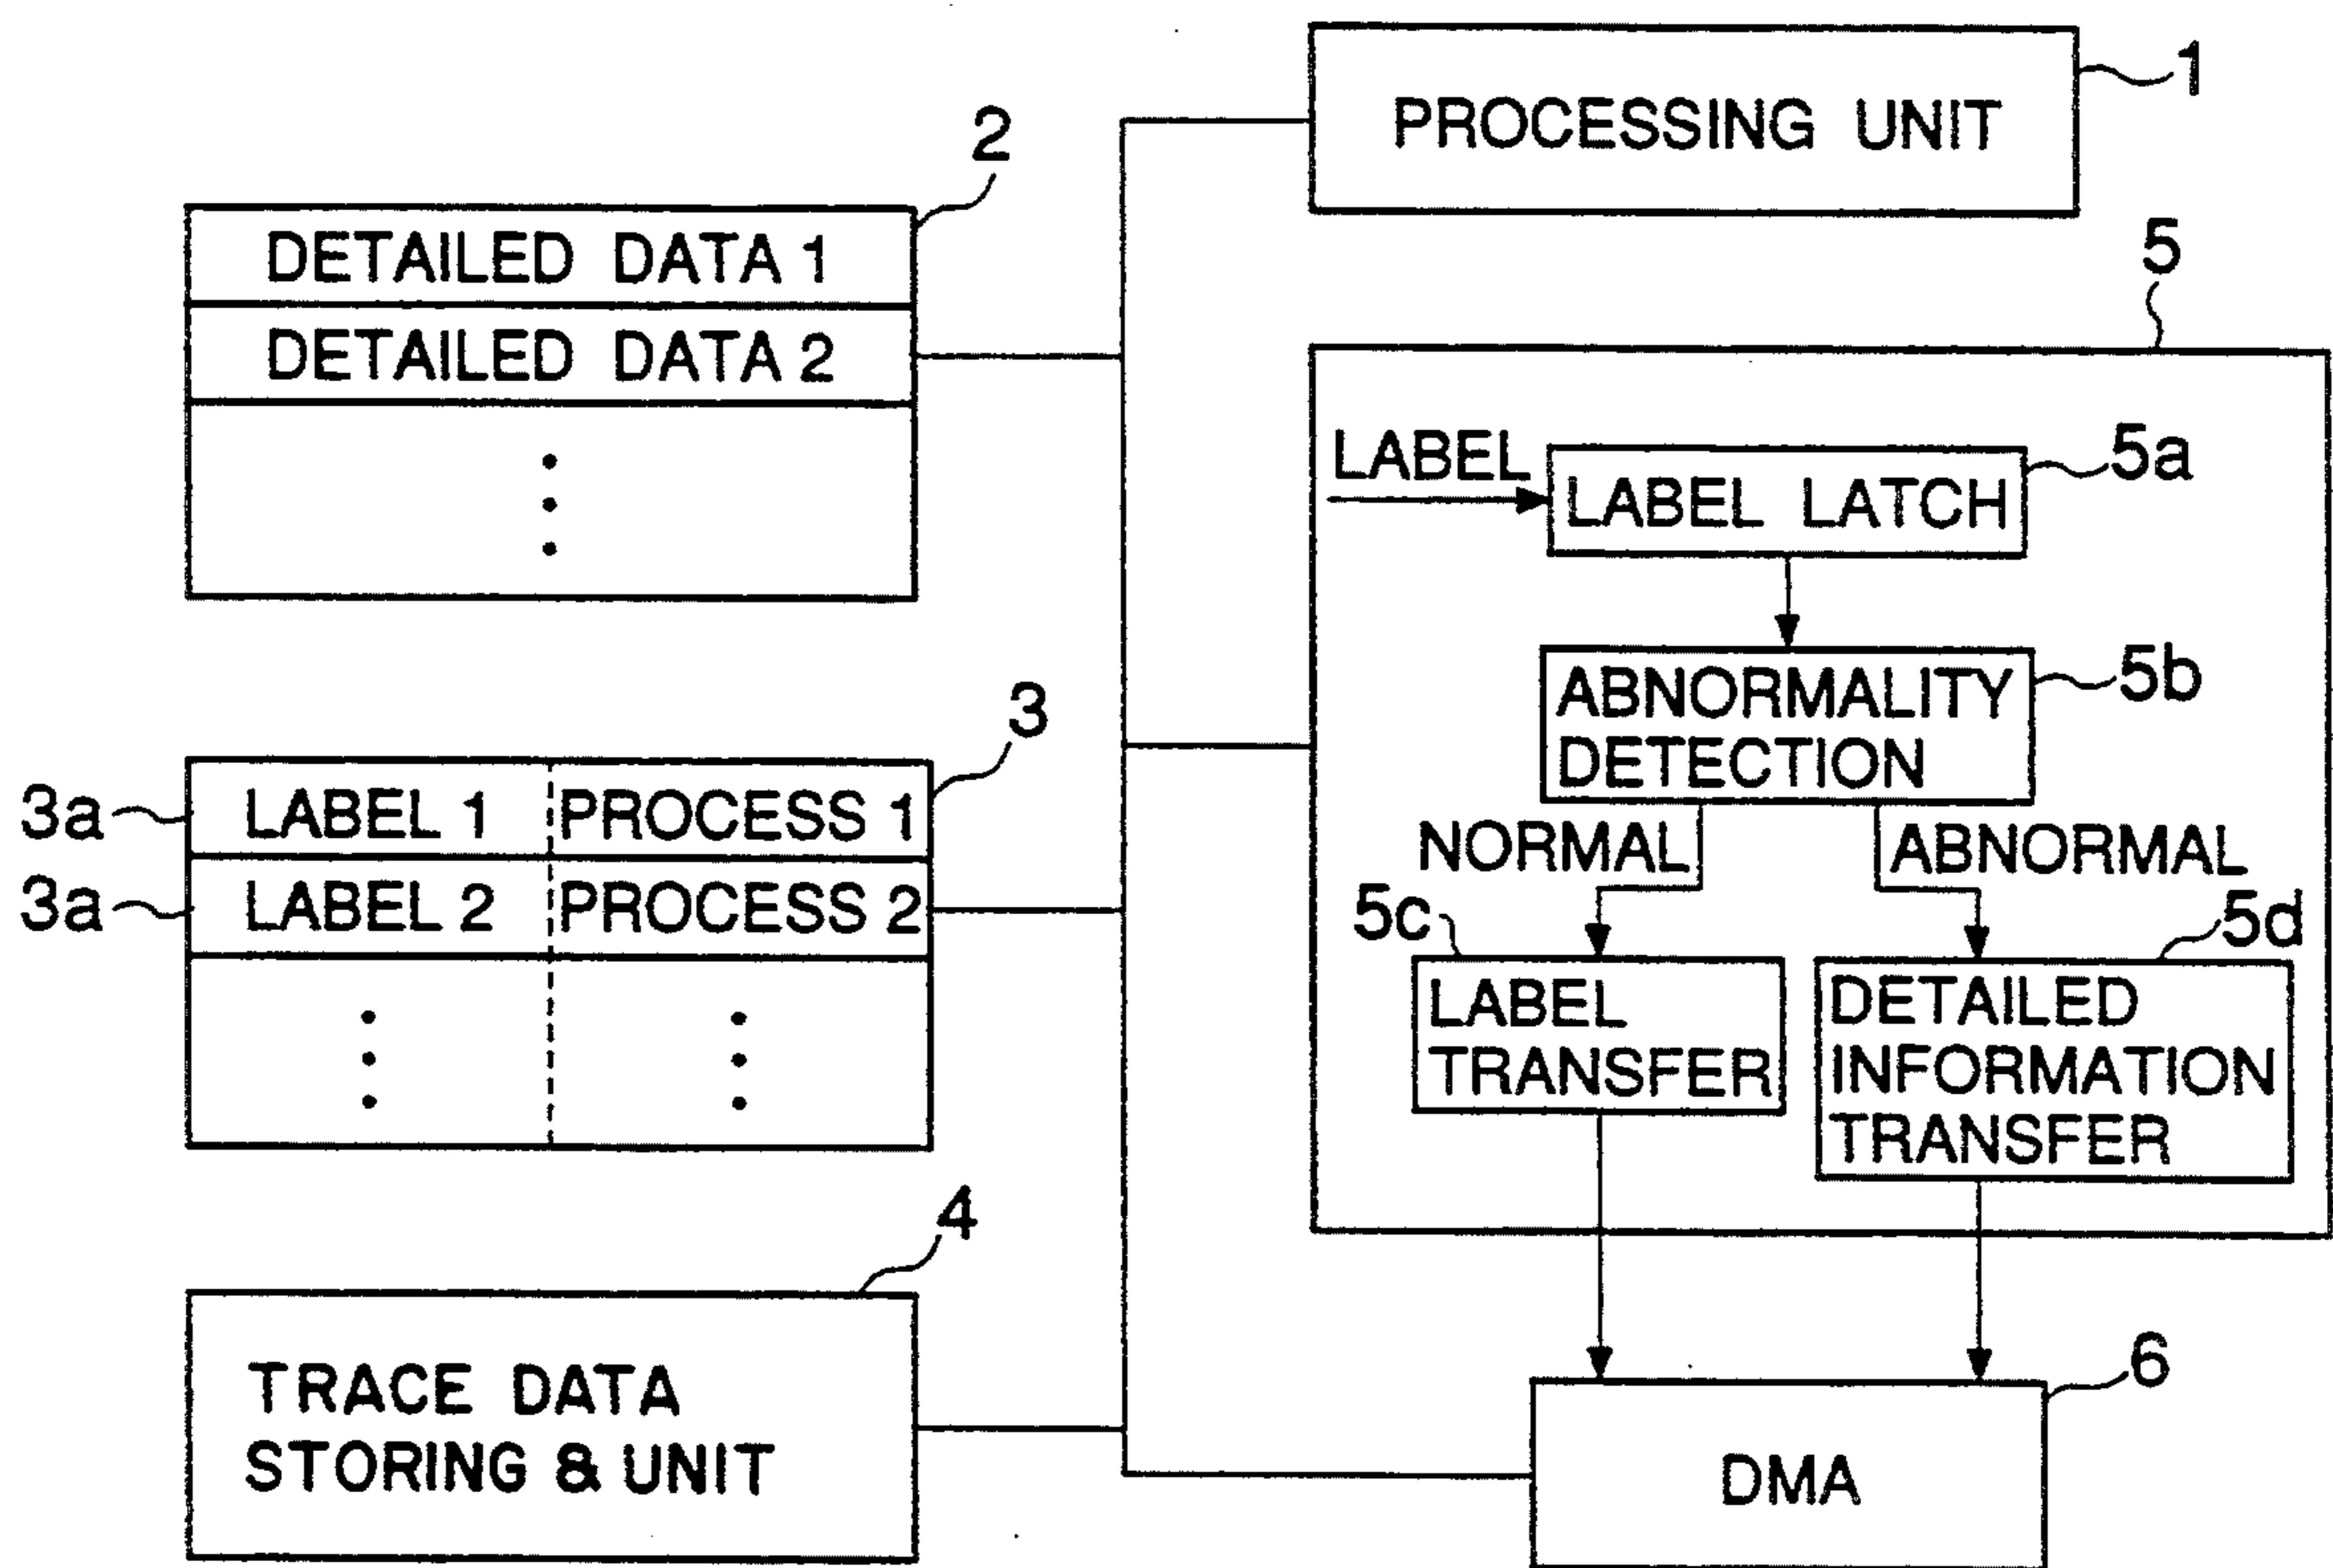 1
PROCESSING UNIT
2
DETAILED DATA 1
DETAILED DATA 2
3
3a
LABEL 1 PROCESS 1
3a
LABEL 2 PROCESS 2
4
TRACE DATA
STORING & UNIT
5
LABEL
5a
LABEL LATCH
5b
ABNORMALITY
DETECTION
NORMAL
ABNORMAL
5c
LABEL
TRANSFER
5d
DETAILED
INFORMATION
TRANSFER
6
DMA